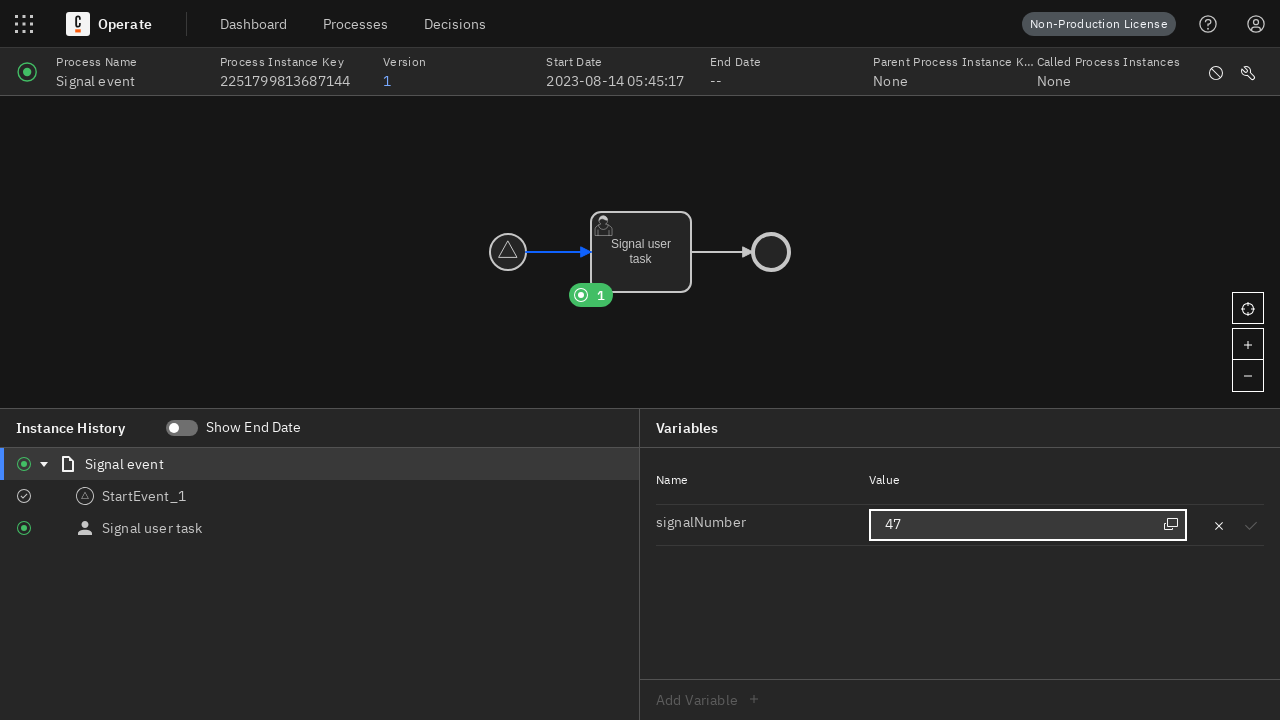 Operate
Dashboard
Processes
Decisions
Non-Production License
Process Name
Signal event
Process Instance Key
2251799813687144
Version
1
Start Date
2023-08-14 05:45:17
End Date
--
Parent Process Instance K...
None
Called Process Instances
None
Signal user
task
1
Instance History
Show End Date
Signal event
StartEvent_1
Signal user task
Variables
Name
Value
signalNumber
47
Add Variable